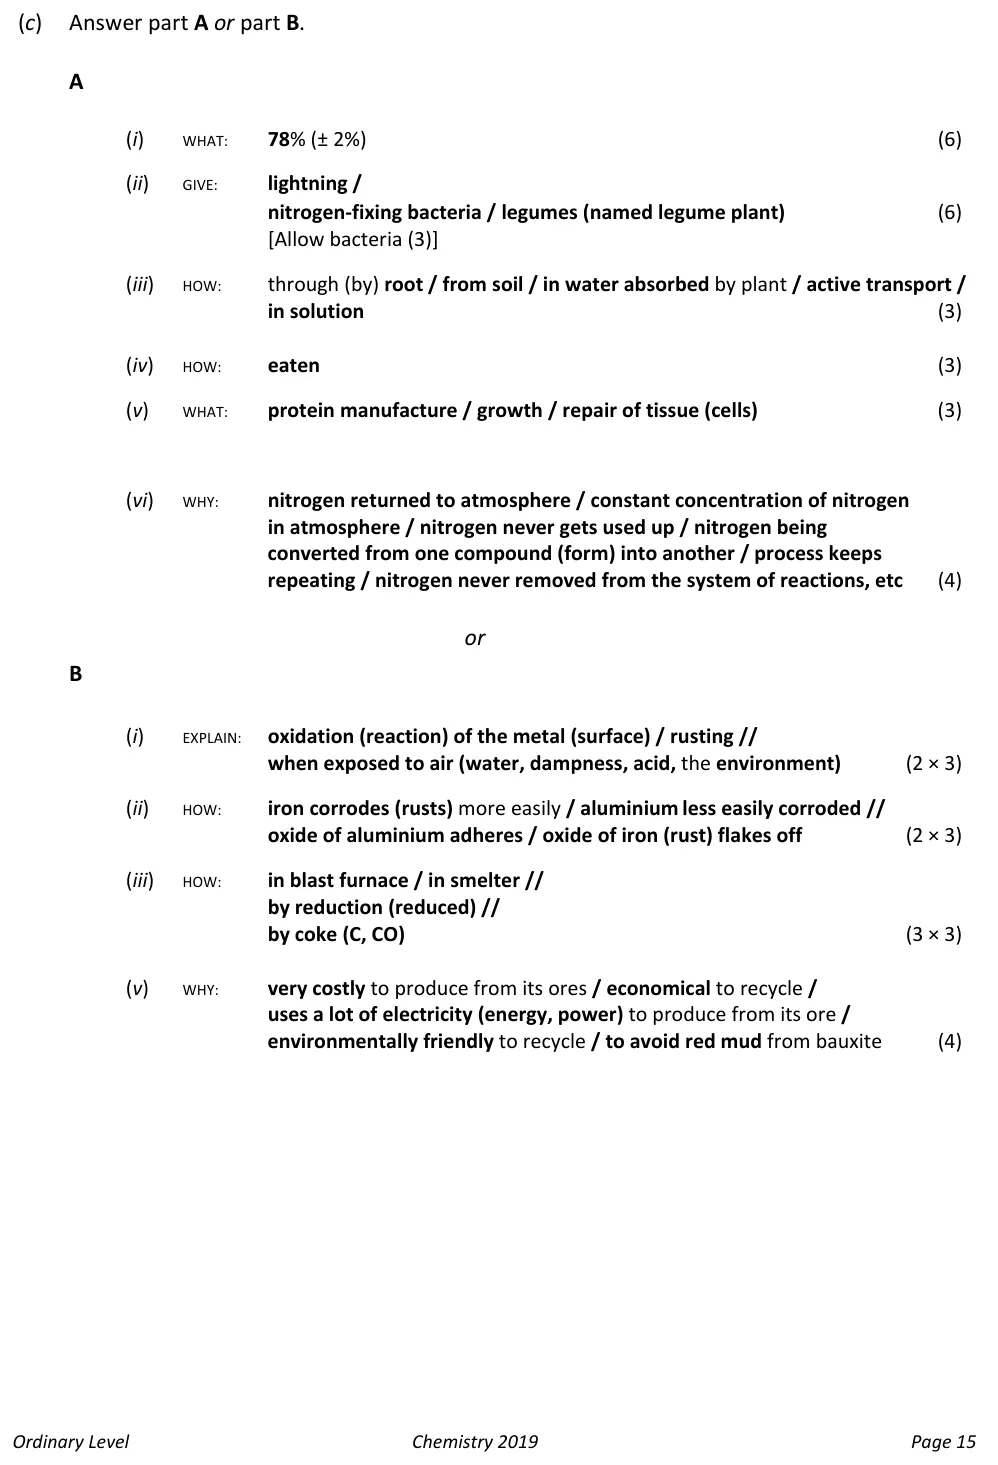 (c) Answer part A or part B.
A
(i) WHAT: 78% (± 2%) (6)
(ii) GIVE: lightning /
nitrogen-fixing bacteria / legumes (named legume plant) (6)
[Allow bacteria (3)]
(iii) HOW: through (by) root / from soil / in water absorbed by plant / active transport /
in solution (3)
(iv) HOW: eaten (3)
(v) WHAT: protein manufacture / growth / repair of tissue (cells) (3)
(vi) WHY: nitrogen returned to atmosphere / constant concentration of nitrogen
in atmosphere / nitrogen never gets used up / nitrogen being
converted from one compound (form) into another / process keeps
repeating / nitrogen never removed from the system of reactions, etc (4)
or
B
(i) EXPLAIN: oxidation (reaction) of the metal (surface) / rusting //
when exposed to air (water, dampness, acid, the environment) (2 × 3)
(ii) HOW: iron corrodes (rusts) more easily / aluminium less easily corroded //
oxide of aluminium adheres / oxide of iron (rust) flakes off (2 × 3)
(iii) HOW: in blast furnace / in smelter //
by reduction (reduced) //
by coke (C, CO) (3 × 3)
(v) WHY: very costly to produce from its ores / economical to recycle /
uses a lot of electricity (energy, power) to produce from its ore /
environmentally friendly to recycle / to avoid red mud from bauxite (4)
Ordinary Level Chemistry 2019 Page 15